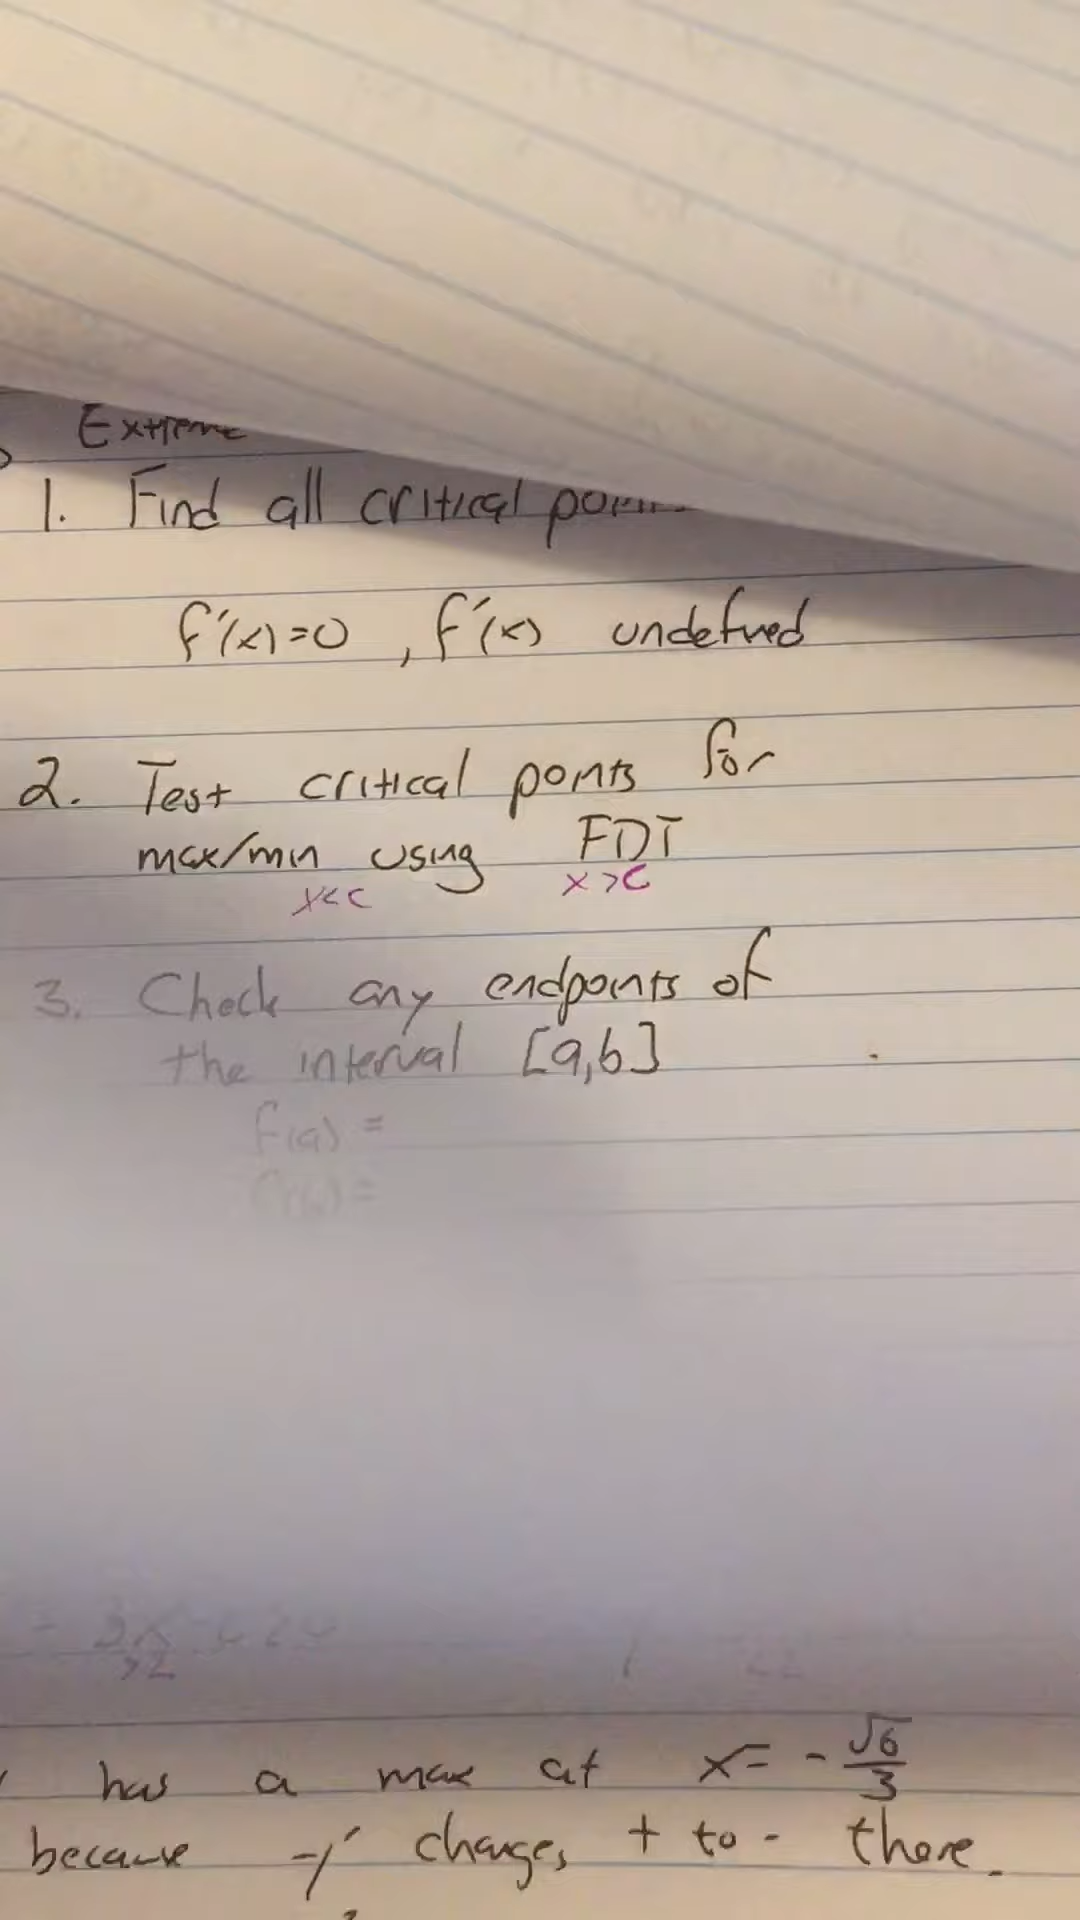 Extreme
1. Find all critical
f'(x)=0 , f'(x) undefined
2. Test critical points for
max/min using FDT
x<c x>c
3. Check any endpoints of
the interval [a,b]
f(a) =
f(b) =
has a max at x= -√6/3
because y' changes + to - there.